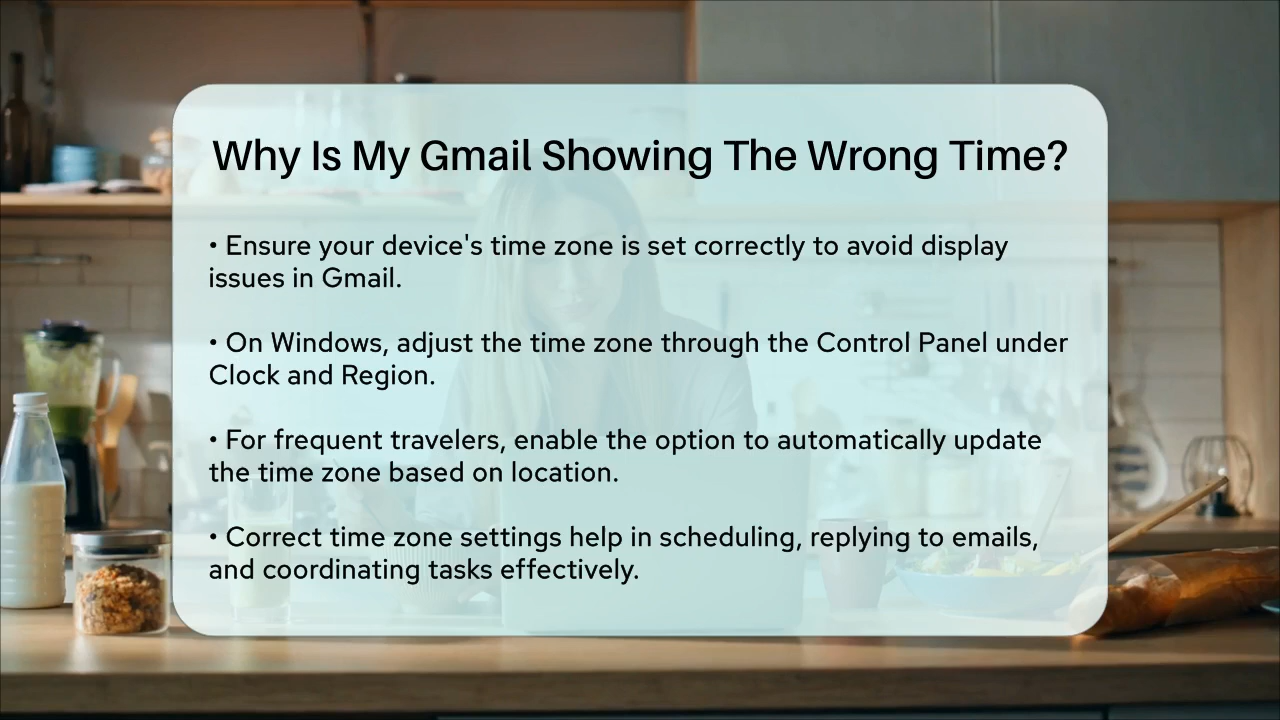 Why Is My Gmail Showing The Wrong Time?
• Ensure your device's time zone is set correctly to avoid display
issues in Gmail.
• On Windows, adjust the time zone through the Control Panel under
Clock and Region.
• For frequent travelers, enable the option to automatically update
the time zone based on location.
• Correct time zone settings help in scheduling, replying to emails,
and coordinating tasks effectively.